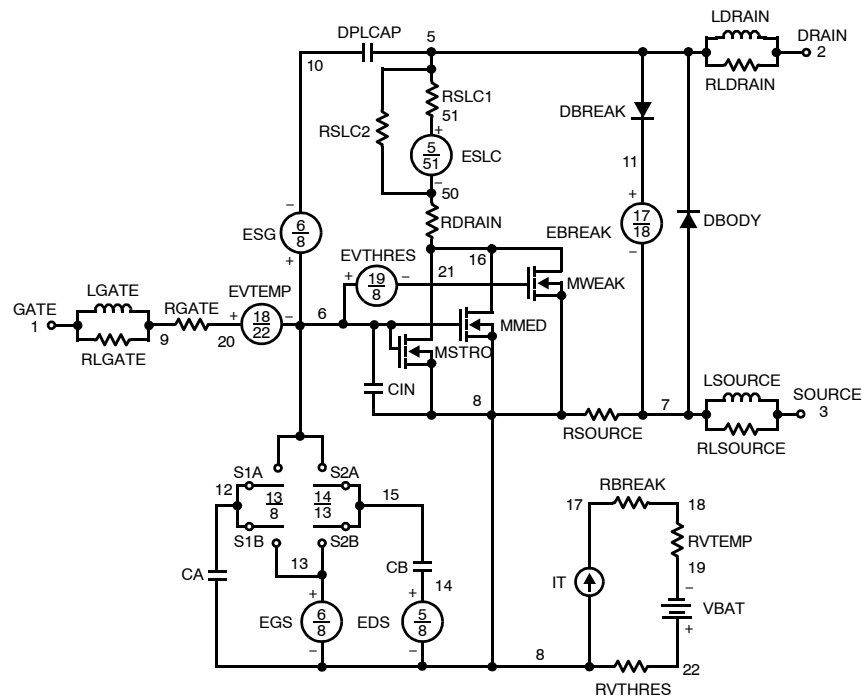 LDRAIN
DPLCAP 5 DRAIN
10 2
RLDRAIN
RSLC1
DBREAK
RSLC2 51
+
5
51
ESLC
11
−
50
− +
6
8
ESG
RDRAIN
17
18
EBREAK DBODY
+
EVTHRES 16
−
21
+ 19
8 −
MWEAK
LGATE EVTEMP
GATE RGATE 6
1 + 18
22 −
MMED
9 20
RLGATE
MSTRO
CIN
LSOURCE
8 7 SOURCE
3
RSOURCE
RLSOURCE
S1A S2A
12 13
8
14
13
15
S1B S2B
13
RBREAK
17 18
RVTEMP
CA CB 19
14 IT −
+ +
VBAT
EGS 6
8
EDS 5
8
+
− −
8 22
RVTHRES